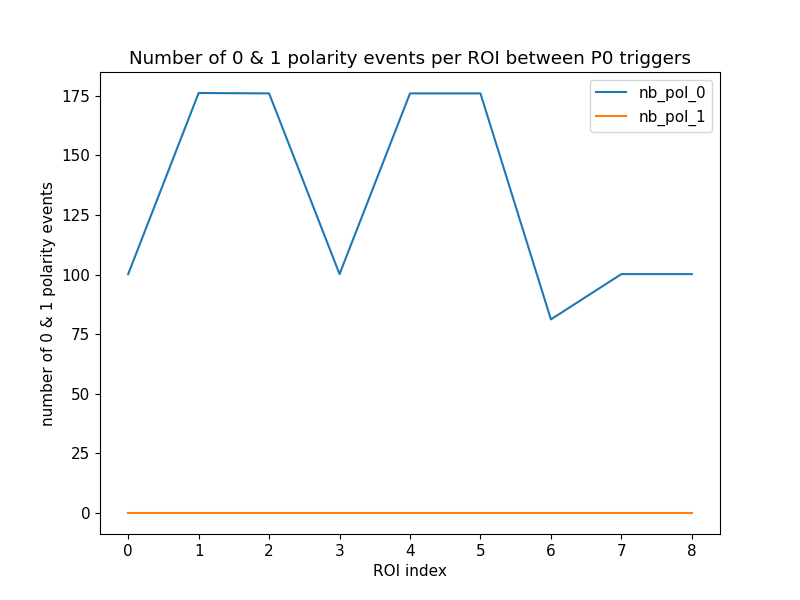 Number of 0 & 1 polarity events per ROI between P0 triggers
nb_pol_0
nb_pol_1
number of 0 & 1 polarity events
175
150
125
100
75
50
25
0
0 1 2 3 4 5 6 7 8
ROI index